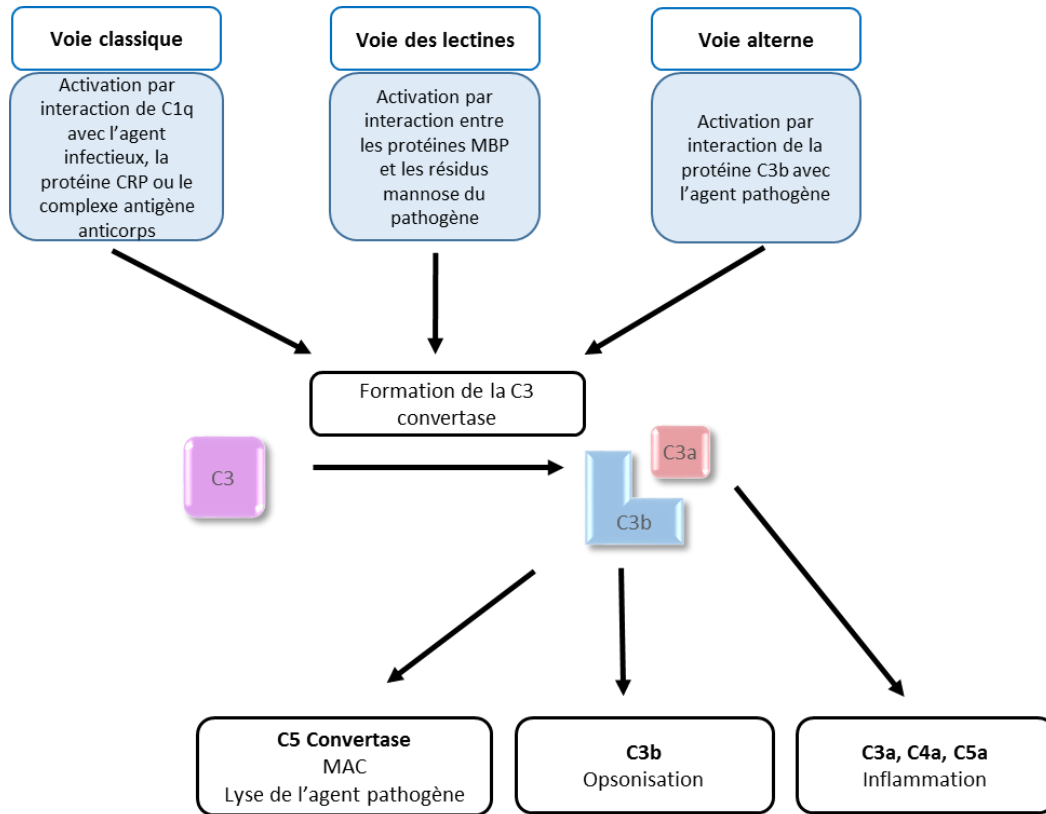 Voie classique
Activation par
interaction de C1q
avec l'agent
infectieux, la
protéine CRP ou le
complexe antigène
anticorps
Voie des lectines
Activation par
interaction entre
les protéines MBP
et les résidus
mannose du
pathogène
Voie alterne
Activation par
interaction de la
protéine C3b avec
l'agent pathogène
Formation de la C3
convertase
C3
C3a
C3b
C5 Convertase
MAC
Lyse de l'agent pathogène
C3b
Opsonisation
C3a, C4a, C5a
Inflammation